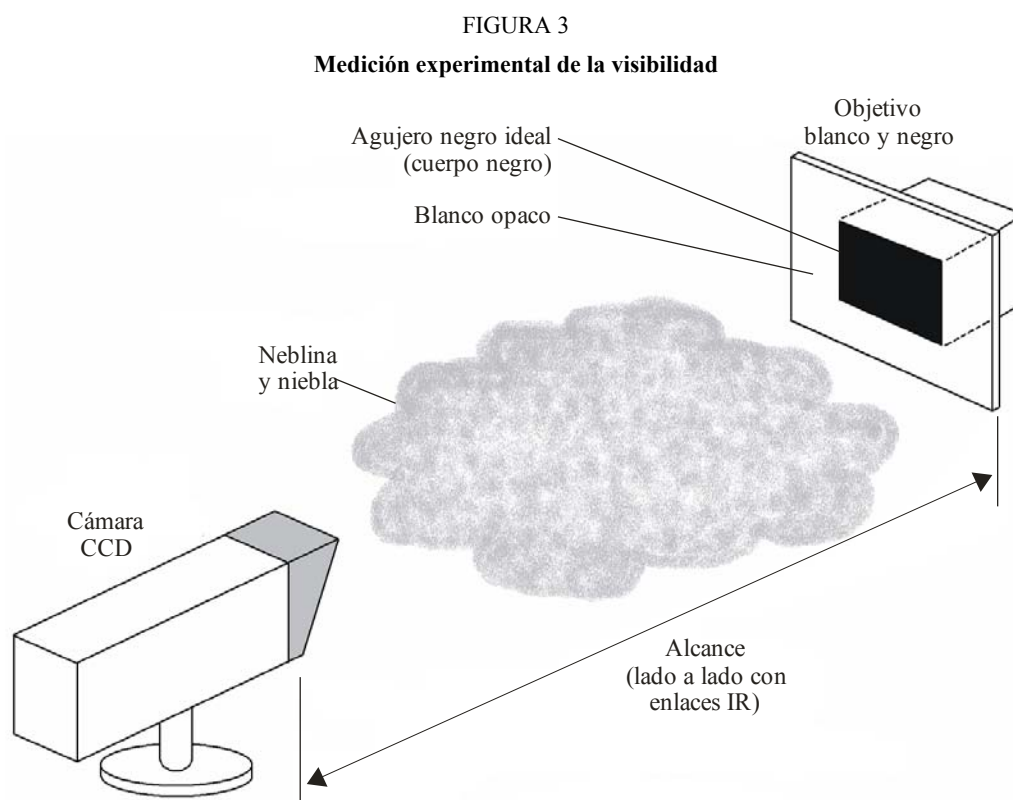 FIGURA 3
Medición experimental de la visibilidad
Objetivo
blanco y negro
Agujero negro ideal
(cuerpo negro)
Blanco opaco
Neblina
y niebla
Cámara
CCD
Alcance
(lado a lado con
enlaces IR)